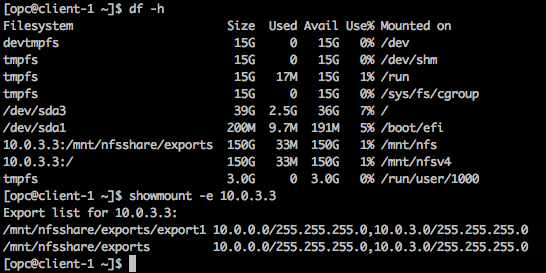 [opc@client-1 ~]$ df -h
Filesystem Size Used Avail Use% Mounted on
devtmpfs 15G 0 15G 0% /dev
tmpfs 15G 0 15G 0% /dev/shm
tmpfs 15G 17M 15G 1% /run
tmpfs 15G 0 15G 0% /sys/fs/cgroup
/dev/sda3 39G 2.5G 36G 7% /
/dev/sda1 200M 9.7M 191M 5% /boot/efi
10.0.3.3:/mnt/nfsshare/exports 150G 33M 150G 1% /mnt/nfs
10.0.3.3:/ 150G 33M 150G 1% /mnt/nfsv4
tmpfs 3.0G 0 3.0G 0% /run/user/1000
[opc@client-1 ~]$ showmount -e 10.0.3.3
Export list for 10.0.3.3:
/mnt/nfsshare/exports/export1 10.0.0.0/255.255.255.0,10.0.3.0/255.255.255.0
/mnt/nfsshare/exports 10.0.0.0/255.255.255.0,10.0.3.0/255.255.255.0
[opc@client-1 ~]$